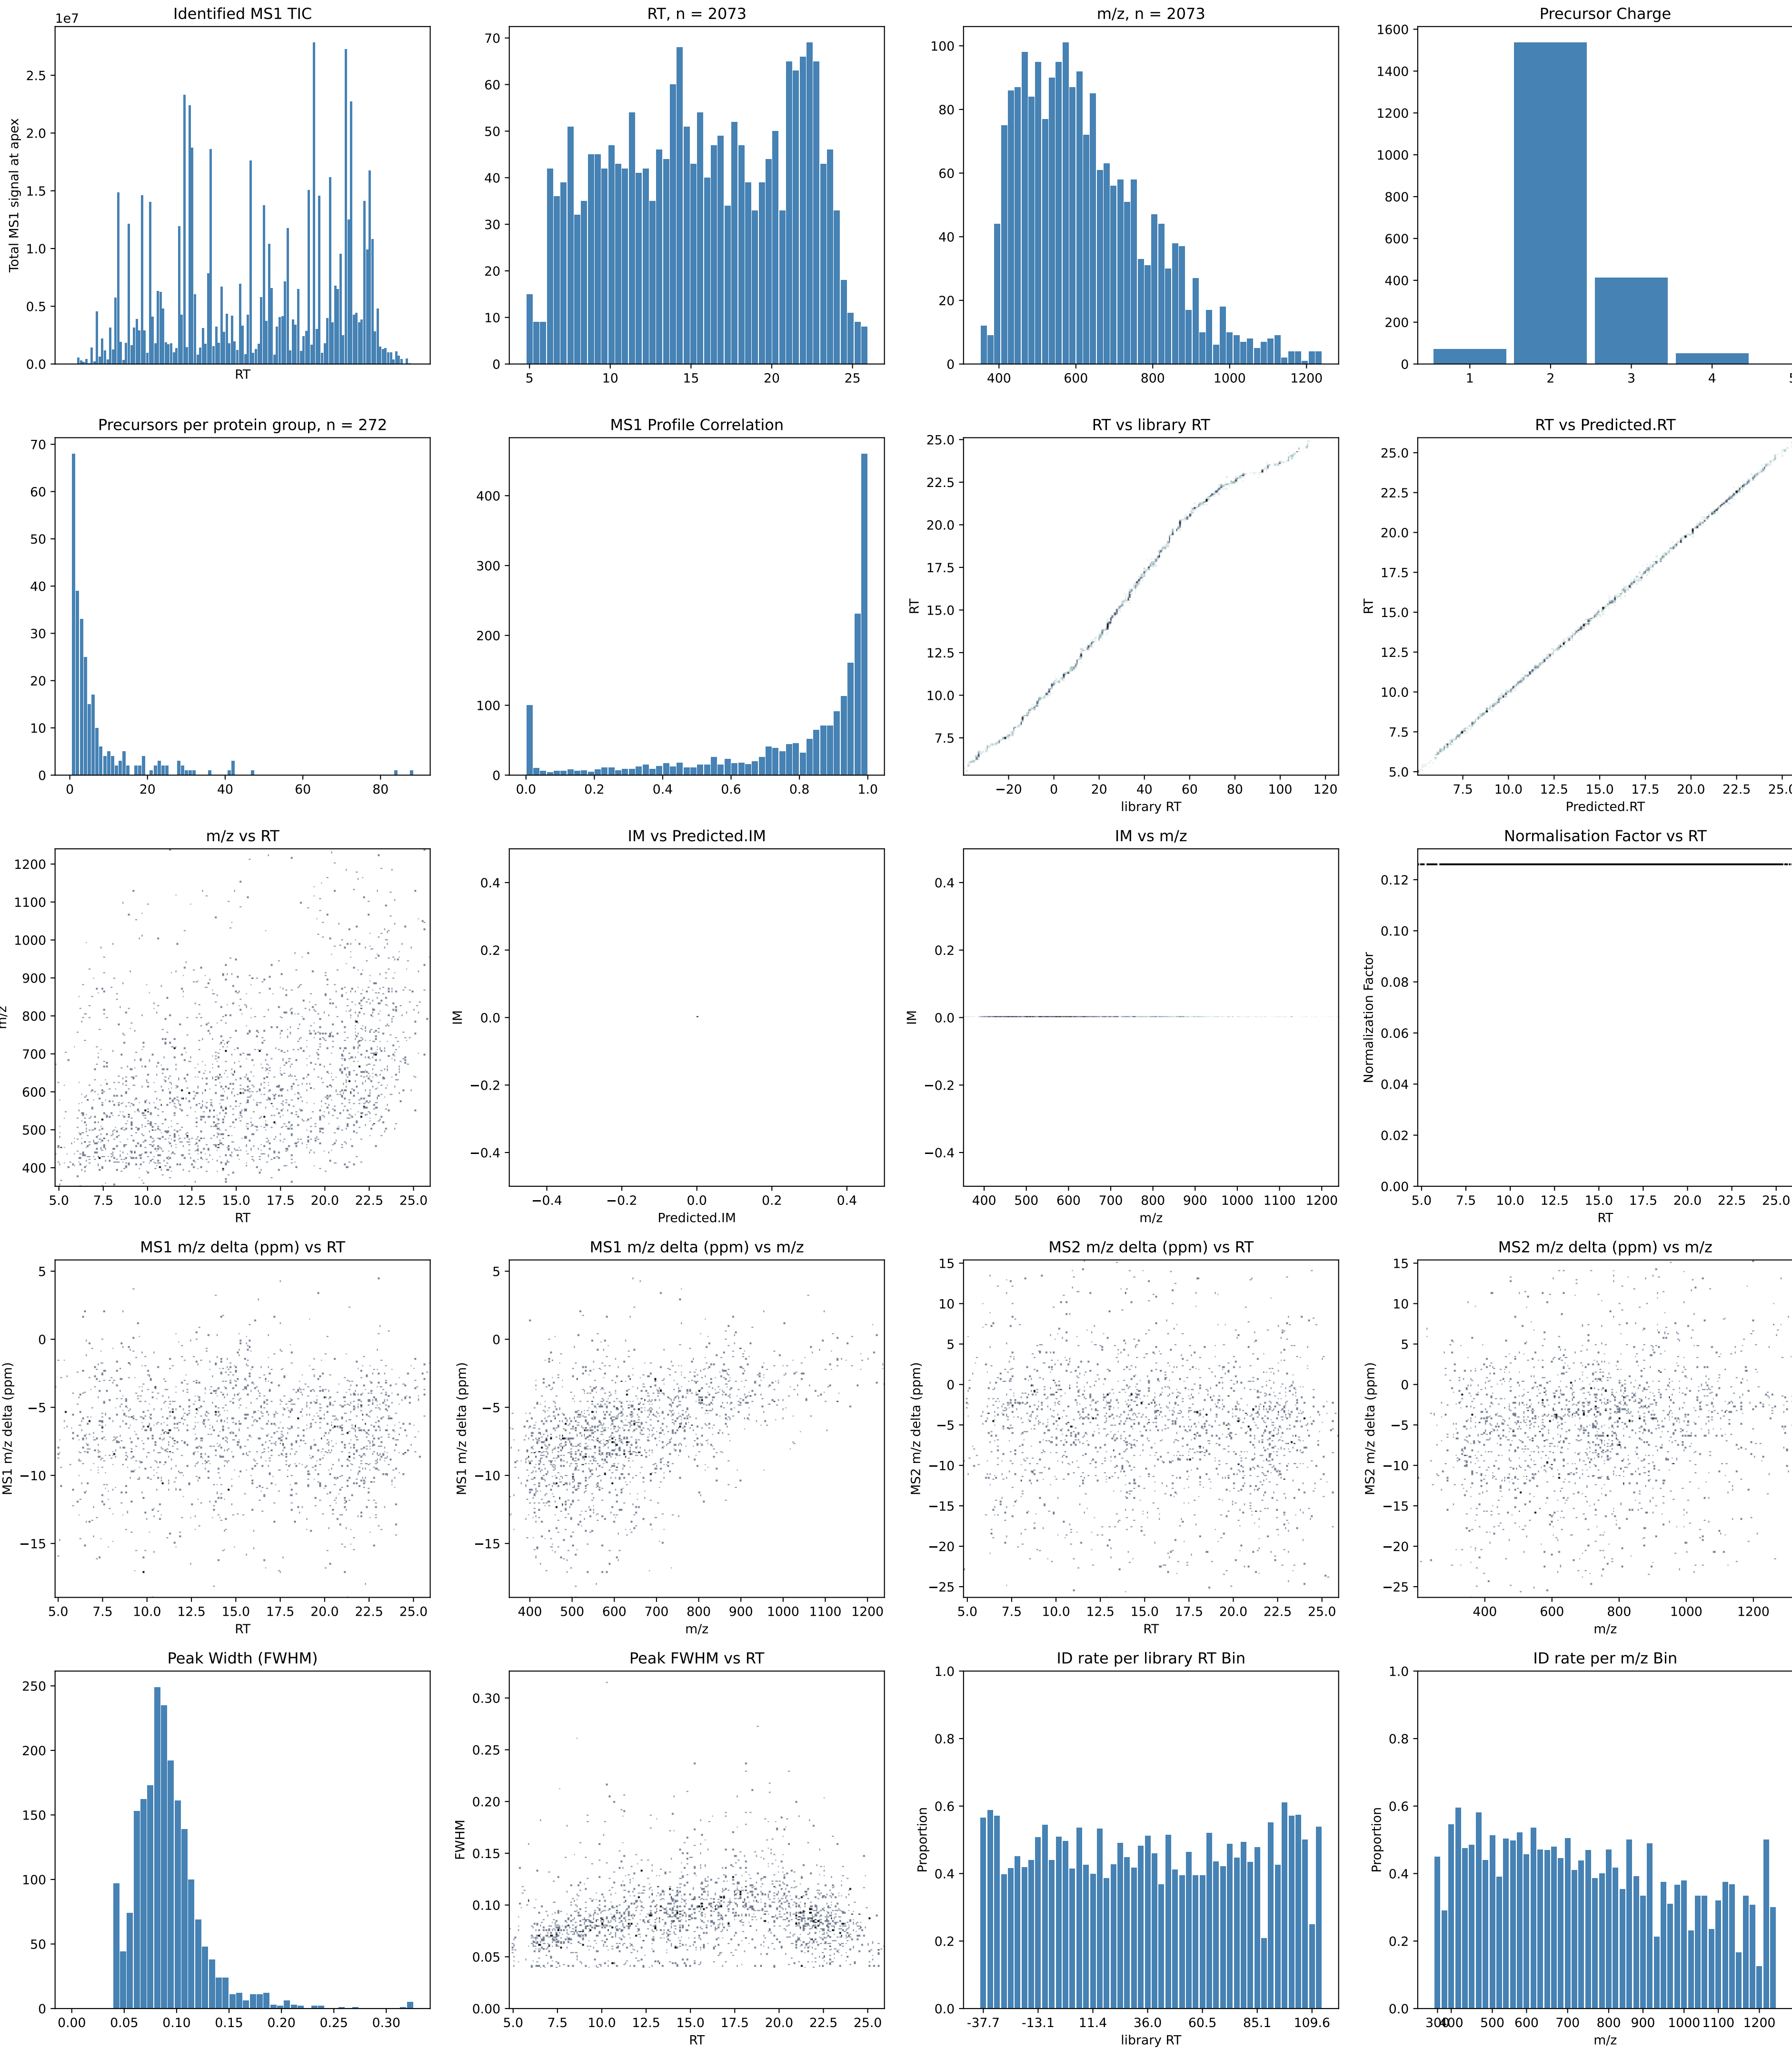 Identified MS1 TIC
1e7
2.5
2.0
1.5
1.0
0.5
0.0
Total MS1 signal at apex
RT
RT, n = 2073
70
60
50
40
30
20
10
0
5 10 15 20 25
m/z, n = 2073
100
80
60
40
20
0
400 600 800 1000 1200
Precursor Charge
1600
1400
1200
1000
800
600
400
200
0
1 2 3 4 5
Precursors per protein group, n = 272
70
60
50
40
30
20
10
0
0 20 40 60 80
MS1 Profile Correlation
400
300
200
100
0
0.0 0.2 0.4 0.6 0.8 1.0
RT vs library RT
25.0
22.5
20.0
17.5
15.0
12.5
10.0
7.5
RT
−20 0 20 40 60 80 100 120
library RT
RT vs Predicted.RT
25.0
22.5
20.0
17.5
15.0
12.5
10.0
7.5
5.0
RT
7.5 10.0 12.5 15.0 17.5 20.0 22.5 25.0
Predicted.RT
m/z vs RT
1200
1100
1000
900
800
700
600
500
400
m/z
5.0 7.5 10.0 12.5 15.0 17.5 20.0 22.5 25.0
RT
IM vs Predicted.IM
0.4
0.2
0.0
−0.2
−0.4
IM
−0.4 −0.2 0.0 0.2 0.4
Predicted.IM
IM vs m/z
0.4
0.2
0.0
−0.2
−0.4
IM
400 500 600 700 800 900 1000 1100 1200
m/z
Normalisation Factor vs RT
0.12
0.10
0.08
0.06
0.04
0.02
0.00
Normalization Factor
5.0 7.5 10.0 12.5 15.0 17.5 20.0 22.5 25.0
RT
MS1 m/z delta (ppm) vs RT
5
0
−5
−10
−15
MS1 m/z delta (ppm)
5.0 7.5 10.0 12.5 15.0 17.5 20.0 22.5 25.0
RT
MS1 m/z delta (ppm) vs m/z
5
0
−5
−10
−15
MS1 m/z delta (ppm)
400 500 600 700 800 900 1000 1100 1200
m/z
MS2 m/z delta (ppm) vs RT
15
10
5
0
−5
−10
−15
−20
−25
MS2 m/z delta (ppm)
5.0 7.5 10.0 12.5 15.0 17.5 20.0 22.5 25.0
RT
MS2 m/z delta (ppm) vs m/z
15
10
5
0
−5
−10
−15
−20
−25
MS2 m/z delta (ppm)
400 600 800 1000 1200
m/z
Peak Width (FWHM)
250
200
150
100
50
0
0.00 0.05 0.10 0.15 0.20 0.25 0.30
Peak FWHM vs RT
0.30
0.25
0.20
0.15
0.10
0.05
0.00
FWHM
5.0 7.5 10.0 12.5 15.0 17.5 20.0 22.5 25.0
RT
ID rate per library RT Bin
1.0
0.8
0.6
0.4
0.2
0.0
Proportion
-37.7 -13.1 11.4 36.0 60.5 85.1 109.6
library RT
ID rate per m/z Bin
1.0
0.8
0.6
0.4
0.2
0.0
Proportion
300 400 500 600 700 800 900 1000 1100 1200
m/z